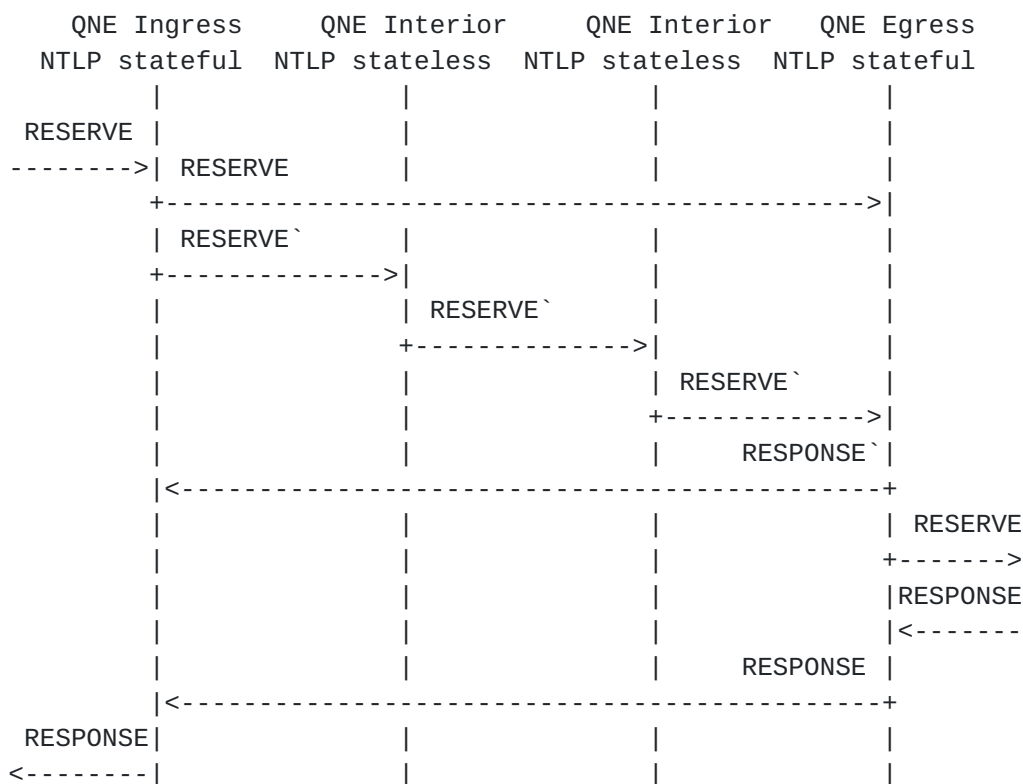 QNE Ingress QNE Interior QNE Interior QNE Egress
NTLP stateful NTLP stateless NTLP stateless NTLP stateful
RESERVE
RESERVE
RESERVE`
RESERVE`
RESERVE`
RESPONSE`
RESERVE
RESPONSE
RESPONSE
RESPONSE